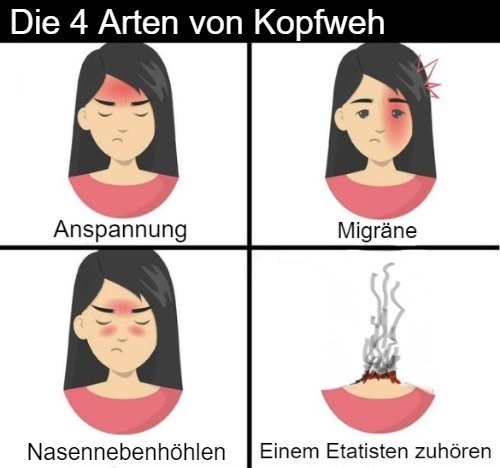 Die 4 Arten von Kopfweh
Anspannung
Migräne
Nasennebenhöhlen
Einem Etatisten zuhören